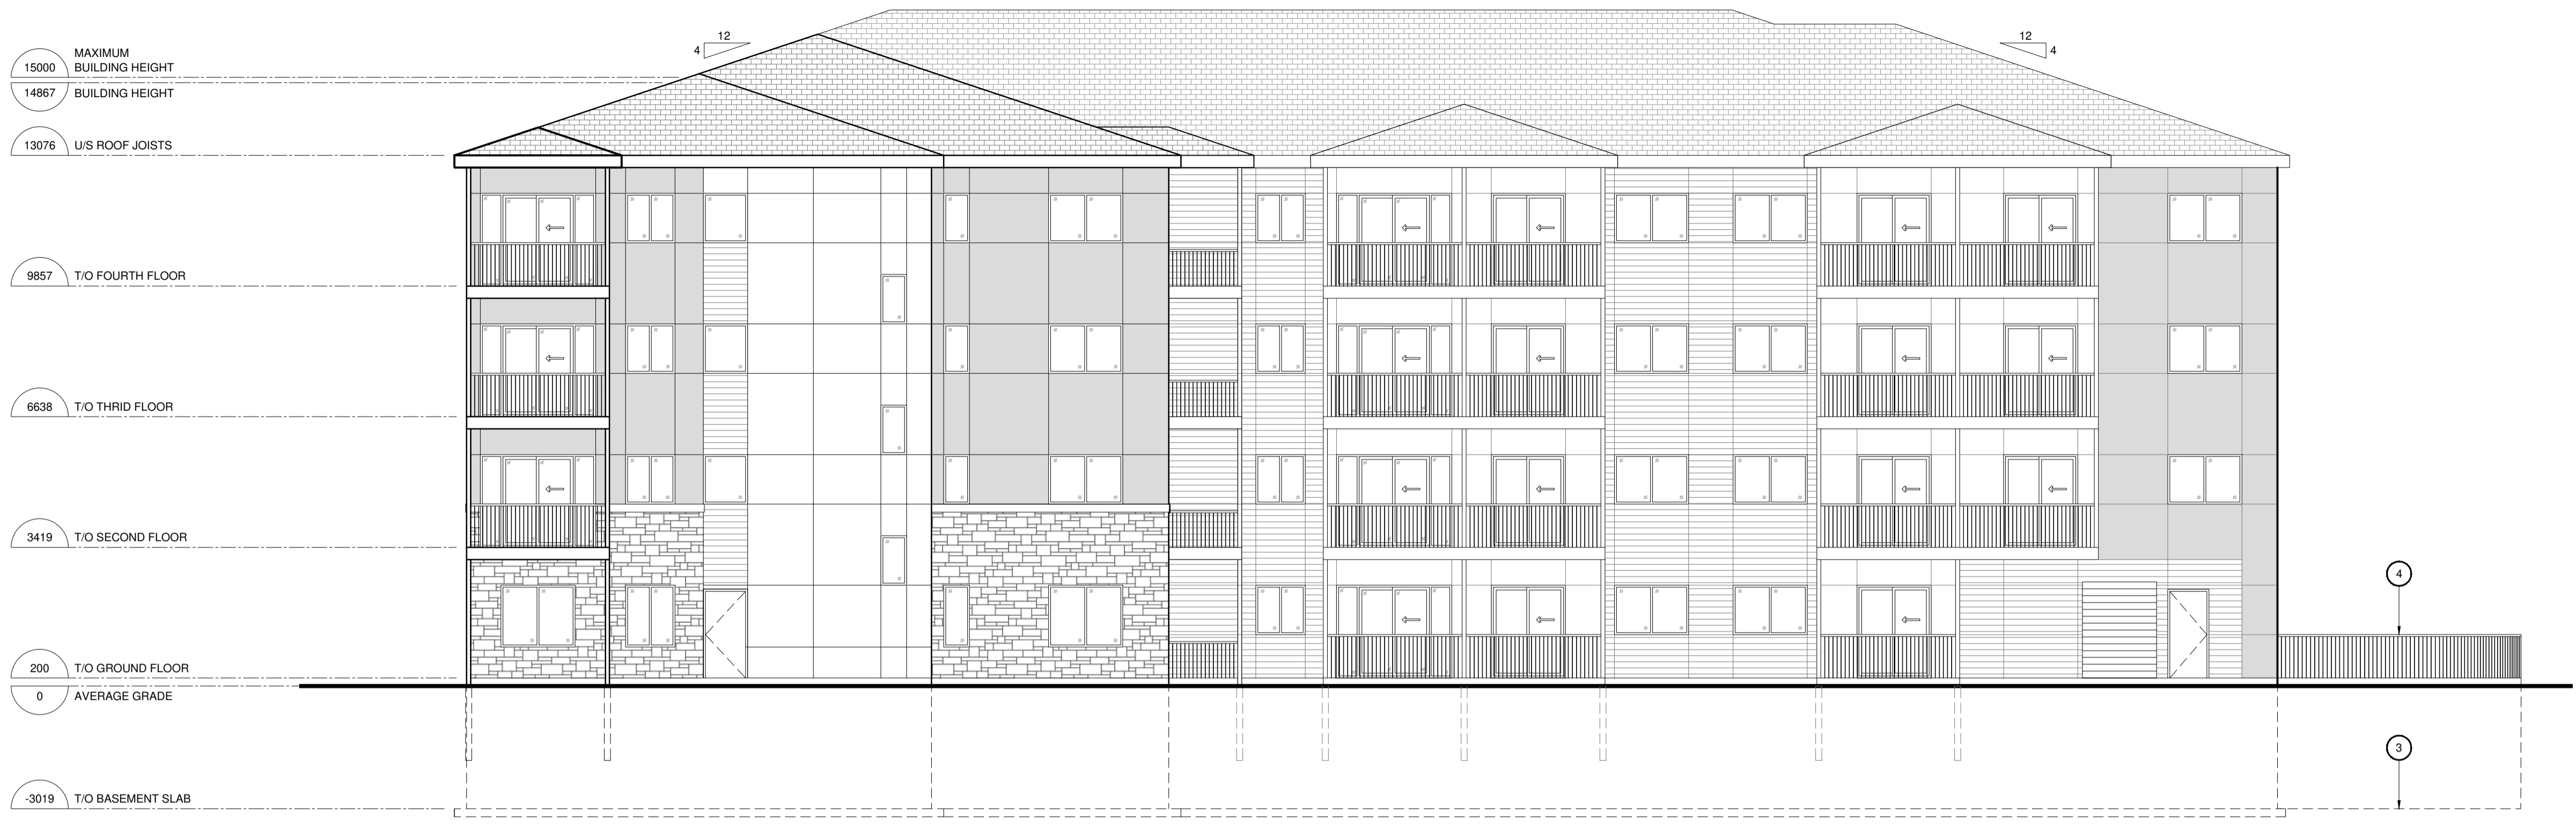 MAXIMUM
15000 BUILDING HEIGHT
14867 BUILDING HEIGHT
13076 U/S ROOF JOISTS
9857 T/O FOURTH FLOOR
6638 T/O THRID FLOOR
3419 T/O SECOND FLOOR
200 T/O GROUND FLOOR
0 AVERAGE GRADE
-3019 T/O BASEMENT SLAB
12
4
12
4
4
3